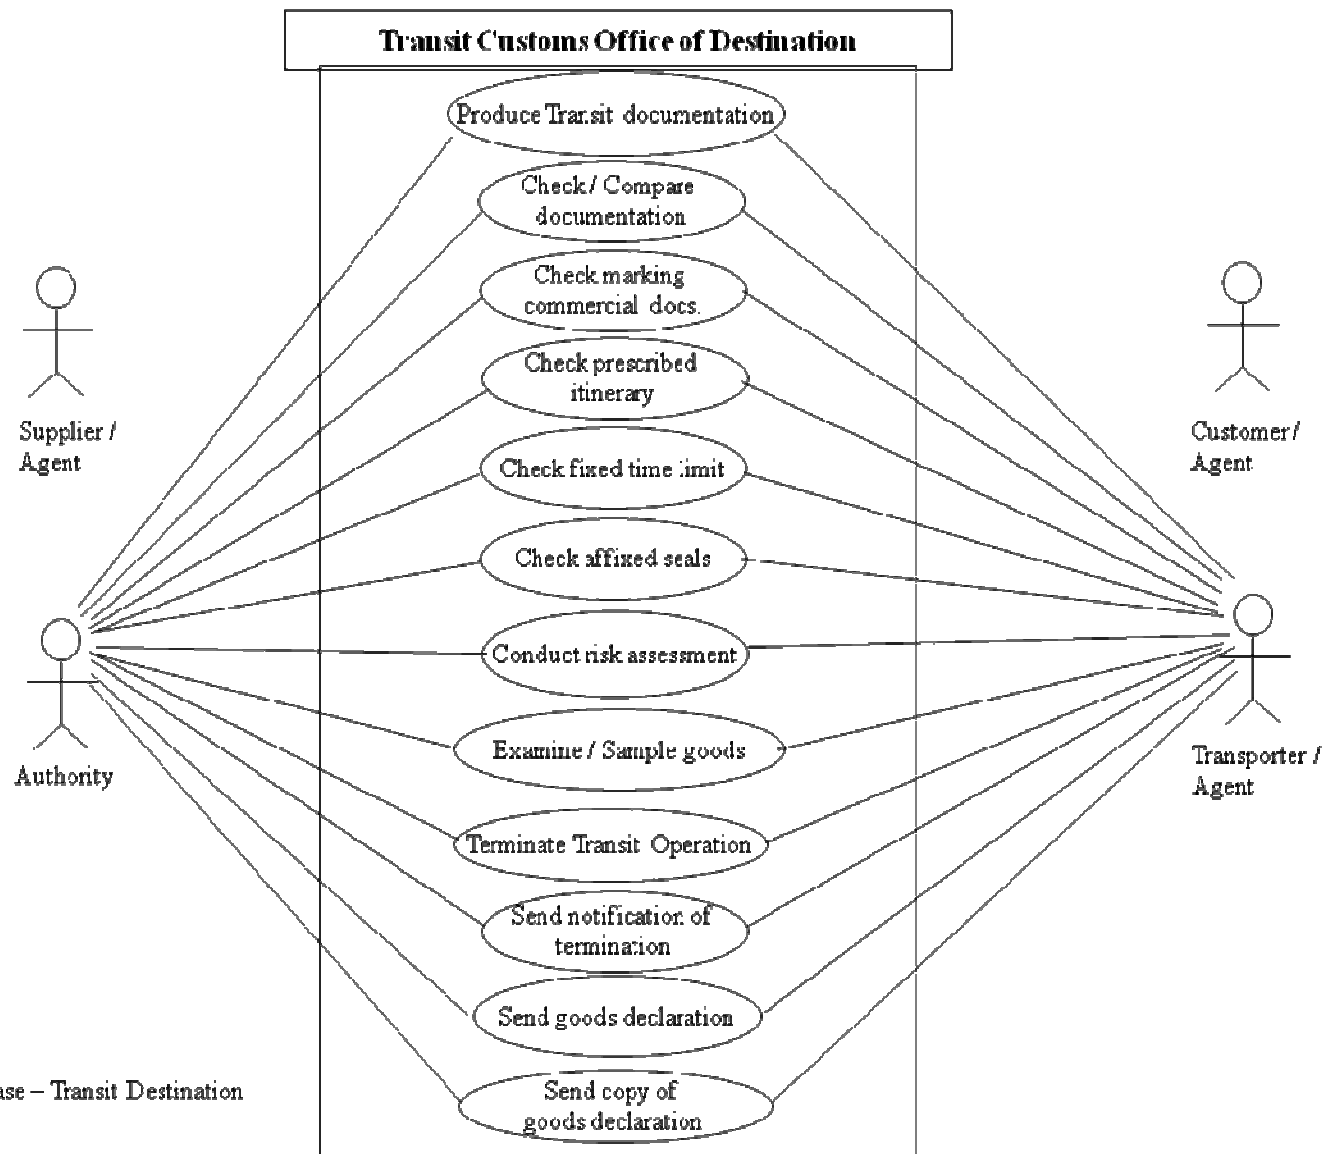 Transit Customs Office of Destination
Produce Transit documentation
Check / Compare
documentation
Check marking
commercial docs.
Check prescribed
itinerary
Supplier /
Agent
Customer /
Agent
Check fixed time limit
Check affixed seals
Conduct risk assessment
Examine / Sample goods
Authority
Transporter /
Agent
Terminate Transit Operation
Send notification of
termination
Send goods declaration
ase – Transit Destination
Send copy of
goods declaration